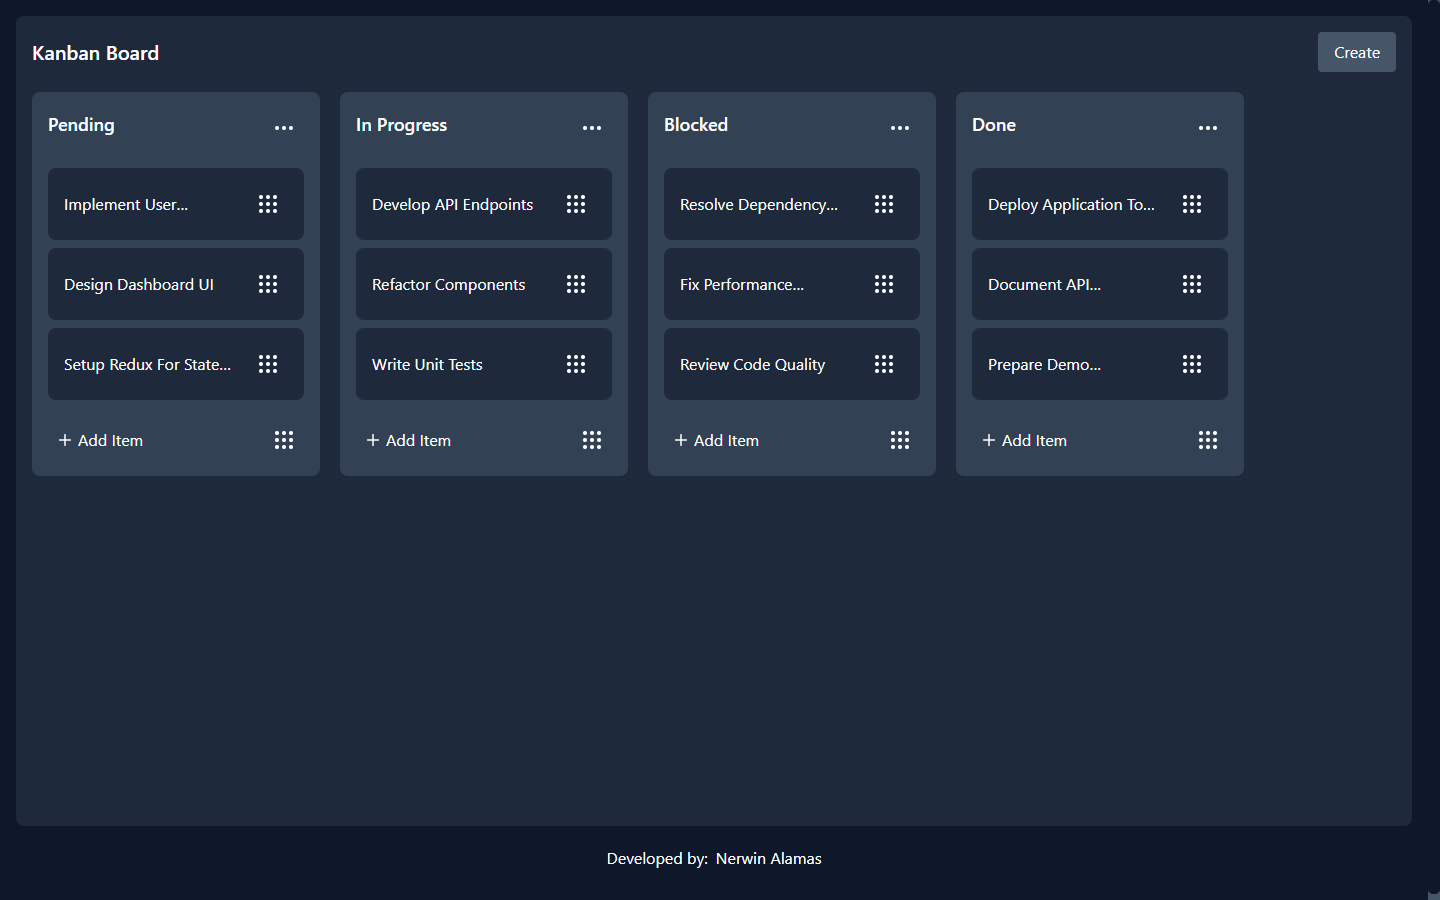 Kanban Board
Create
Pending
Implement User...
Design Dashboard UI
Setup Redux For State...
Add Item
In Progress
Develop API Endpoints
Refactor Components
Write Unit Tests
Add Item
Blocked
Resolve Dependency...
Fix Performance...
Review Code Quality
Add Item
Done
Deploy Application To...
Document API...
Prepare Demo...
Add Item
Developed by: Nerwin Alamas